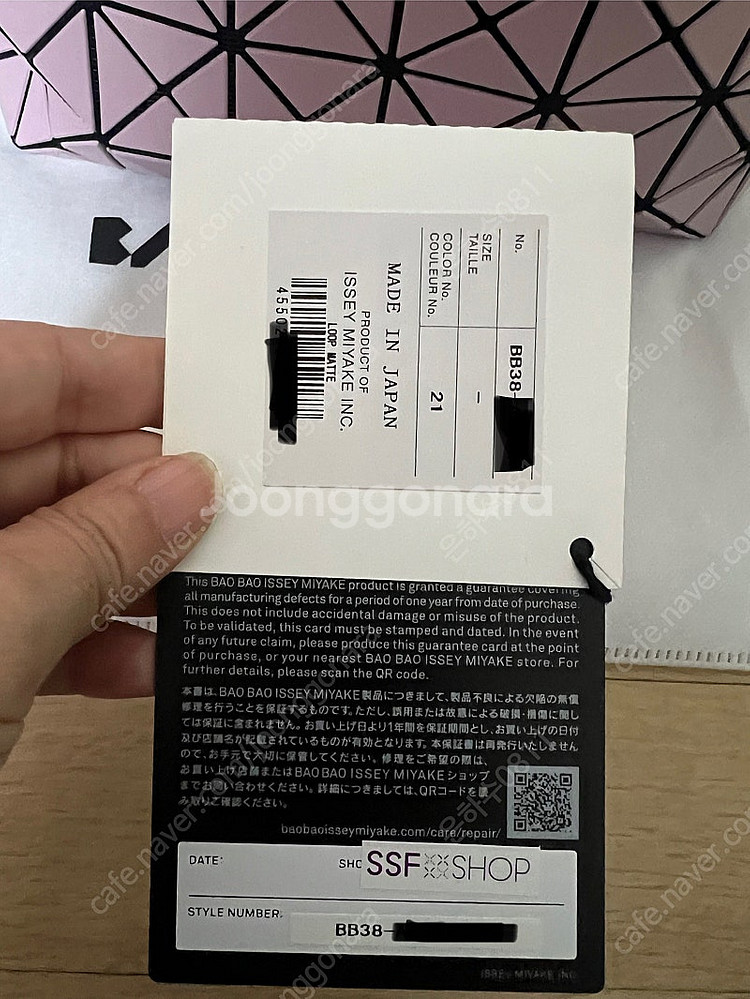 No.
BB38-
SIZE
TAILLE
-
COLOR No.
COULEUR No.
21
MADE IN JAPAN
PRODUCT OF
ISSEY MIYAKE INC.
LOOP MATTE
4550
joonggonara
This BAO BAO ISSEY MIYAKE product is granted a guarantee covering
all manufacturing defects for a period of one year from date of purchase.
This does not include accidental damage or misuse of the product.
To be validated, this card must be stamped and dated. In the event
of any future claim, please produce this guarantee card at the point
of purchase, or your nearest BAO BAO ISSEY MIYAKE store. For
further details, please scan the QR code.
本書は、BAO BAO ISSEY MIYAKE製品につきまして、製品不良による欠陥の無償
修理を行うことを保証するものです。ただし、誤用または故意による破損・損傷に関し
ては保証に含まれません。お買い上げ日より1年間を保証期間とし、お買い上げの日付
及び店舗名が記載されているものが有効となります。本保証書は再発行いたしません
ので、お手元で大切に保管してください。修理をご希望の際は、
お買い上げ店舗またはBAO BAO ISSEY MIYAKEショップ
までお問い合わせください。詳細につきましては、QRコードを読
み取りご確認ください。
baobaoisseymiyake.com/care/repair/
DATE:
SHO
SSF SHOP
STYLE NUMBER:
BB38-
ISSEY MIYAKE INC.
cafe.naver.com/joonggonara